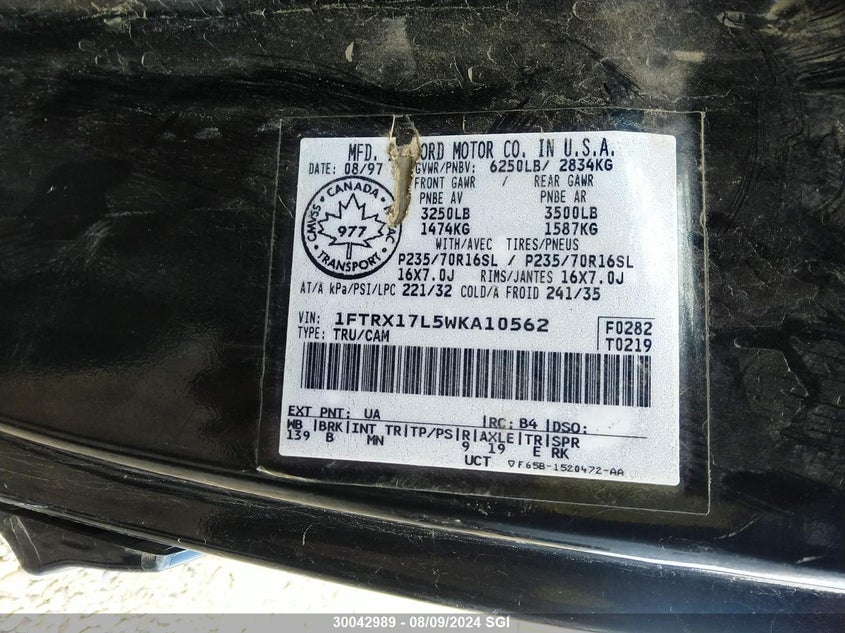 MFD. ORD MOTOR CO. IN U.S.A.
DATE: 08/97 GVWR/PNBV: 6250LB/ 2834KG
FRONT GAWR / REAR GAWR
PNBE AV PNBE AR
3250LB 3500LB
1474KG 1587KG
WITH/AVEC TIRES/PNEUS
P235/70R16SL / P235/70R16SL
16X7.0J RIMS/JANTES 16X7.0J
AT/A kPa/PSI/LPC 221/32 COLD/A FROID 241/35
CANADA
CMVSS
977
TRANSPORT
VIN: 1FTRX17L5WKA10562
TYPE: TRU/CAM
F0282
T0219
EXT PNT: UA |RC: B4 |DSO:
WB |BRK|INT TR|TP/PS|R|AXLE|TR|SPR
139 B MN 9 19 E RK
UCT F65B-1520472-AA
30042989 - 08/09/2024 SGI